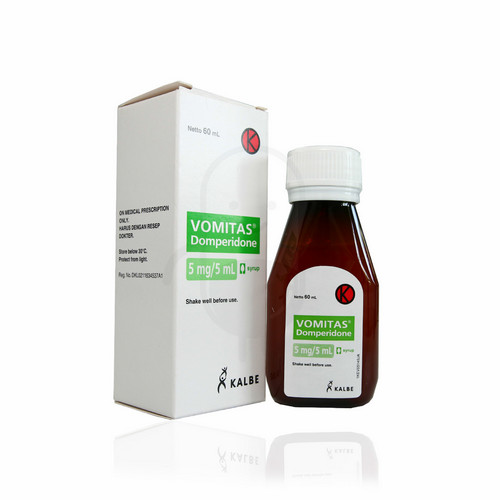 Netto 60 mL
K
VOMITAS®
Domperidone
5 mg/5 mL syrup
Shake well before use.
KALBE
ON MEDICAL PRESCRIPTION
ONLY.
HARUS DENGAN RESEP
DOKTER.
Store below 30°C.
Protect from light.
K
Netto 60 mL
VOMITAS®
Domperidone
5 mg/5 mL syrup
Shake well before use.
KALBE